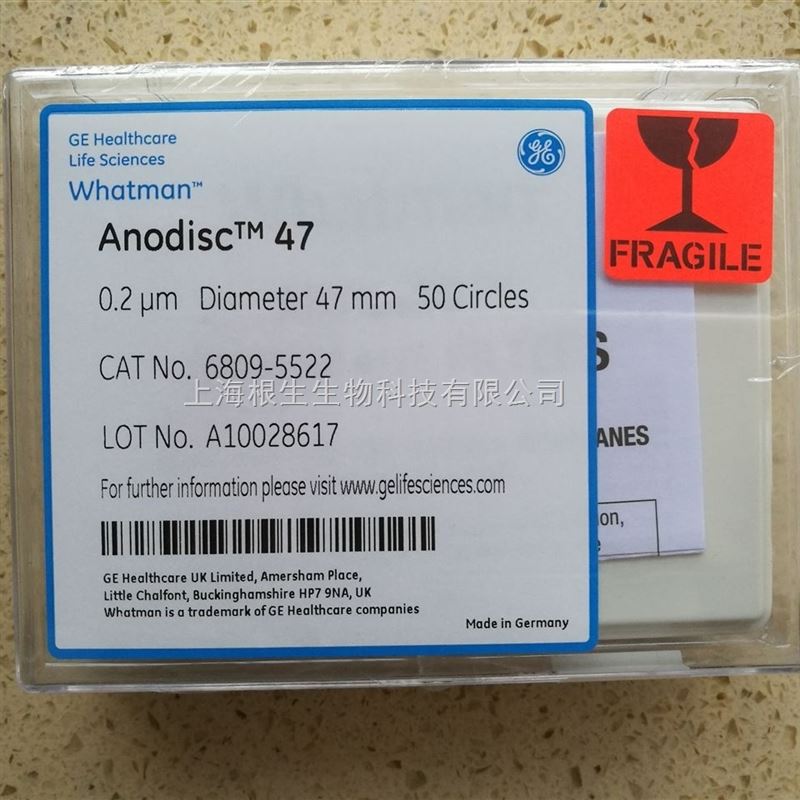 GE Healthcare
Life Sciences
Whatman™
Anodisc™ 47
0.2 µm Diameter 47 mm 50 Circles
CAT No. 6809-5522
上海根生生物科技有限公司
LOT No. A10028617
For further information please visit www.gelifesciences.com
GE Healthcare UK Limited, Amersham Place,
Little Chalfont, Buckinghamshire HP7 9NA, UK
Whatman is a trademark of GE Healthcare companies
Made in Germany
GE
FRAGILE
S
ANES
on,
e